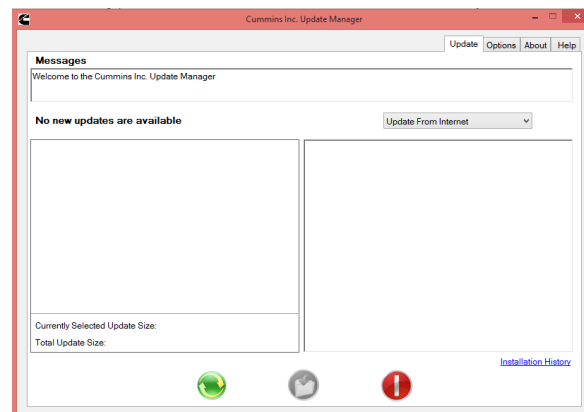 Cummins Inc. Update Manager
Update Options About Help
Messages
Welcome to the Cummins Inc. Update Manager
No new updates are available
Update From Internet
Currently Selected Update Size:
Total Update Size:
Installation History